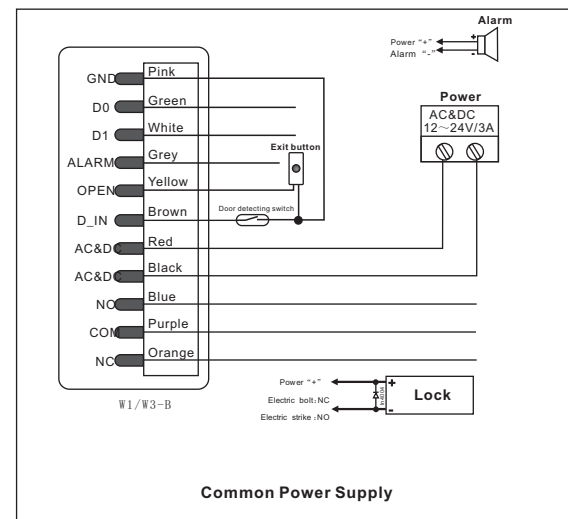 Alarm
Power “+”
+
Alarm “-”
-
Power
AC&DC
12～24V/3A
GND Pink
D0 Green
D1 White
ALARM Grey
Exit button
OPEN Yellow
D_IN Brown
Door detecting switch
AC&DC Red
AC&DC Black
NO Blue
COM Purple
NC Orange
W1/W3-B
Power “+”
+
Electric bolt:NC
IN4004
Lock
-
Electric strike :NO
Common Power Supply